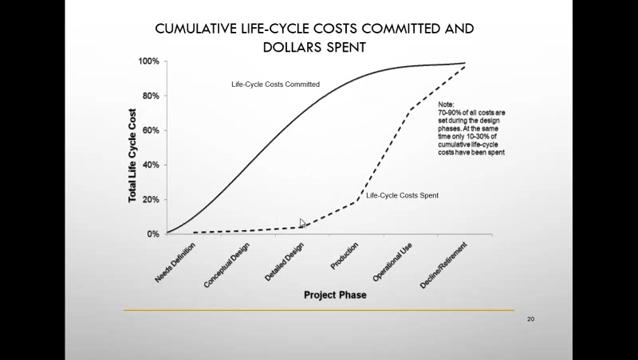 CUMULATIVE LIFE-CYCLE COSTS COMMITTED AND
DOLLARS SPENT
100%
80%
60%
40%
20%
0%
Total Life Cycle Cost
Life-Cycle Costs Committed
Note:
70-90% of all costs are
set during the design
phases. At the same
time only 10-30% of
cumulative life-cycle
costs have been spent
Life-Cycle Costs Spent
Needs Definition
Conceptual Design
Detailed Design
Production
Operational Use
Decline/Retirement
Project Phase
20